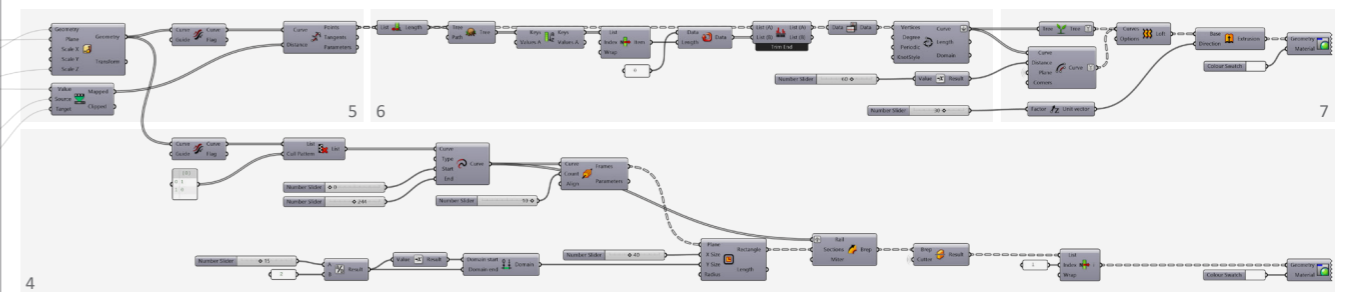 Geometry
Plane
Scale X
Scale Y
Scale Z
Geometry
Transform
Value
Source
Target
Mapped
Clipped
Curve
Guide
Curve
Flag
Curve
Distance
Points
Tangents
Parameters
5
List
Length
Tree
Path
Tree
Keys
Values A
Keys
Values A
List
Index
Wrap
Item
0
Data
Length
Data
List (A)
List (B)
List (A)
List (B)
Trim End
Data
Data
Vertices
Degree
Periodic
KnotStyle
Curve
Length
Domain
Number Slider
60
Value
Result
Number Slider
30
6
Tree
Tree
Curve
Distance
Plane
Corners
Curve
Curves
Options
Loft
Base
Direction
Extrusion
Colour Swatch
Geometry
Material
Factor
Unit vector
7
Curve
Guide
Curve
Flag
List
Cull Pattern
List
Number Slider
0
Number Slider
Curve
Type
Start
End
Curve
Number Slider
Curve
Count
Align
Frames
Parameters
Number Slider
A
B
Result
Value
Result
Domain start
Domain end
Domain
Number Slider
Plane
X Size
Y Size
Radius
Rectangle
Length
Rail
Sections
Miter
Brep
Brep
Cutter
Result
1
List
Index
Wrap
i
Colour Swatch
Geometry
Material
4